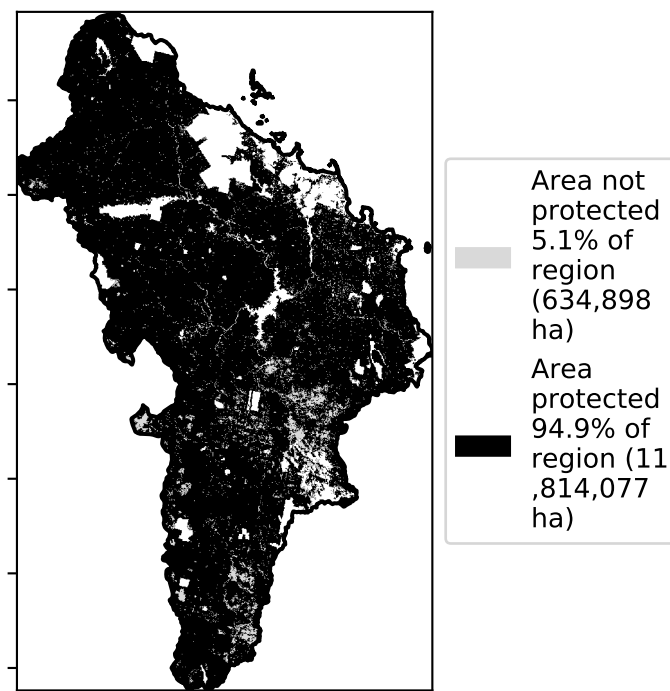 Area not
protected
5.1% of
region
(634,898
ha)
Area
protected
94.9% of
region (11
,814,077
ha)